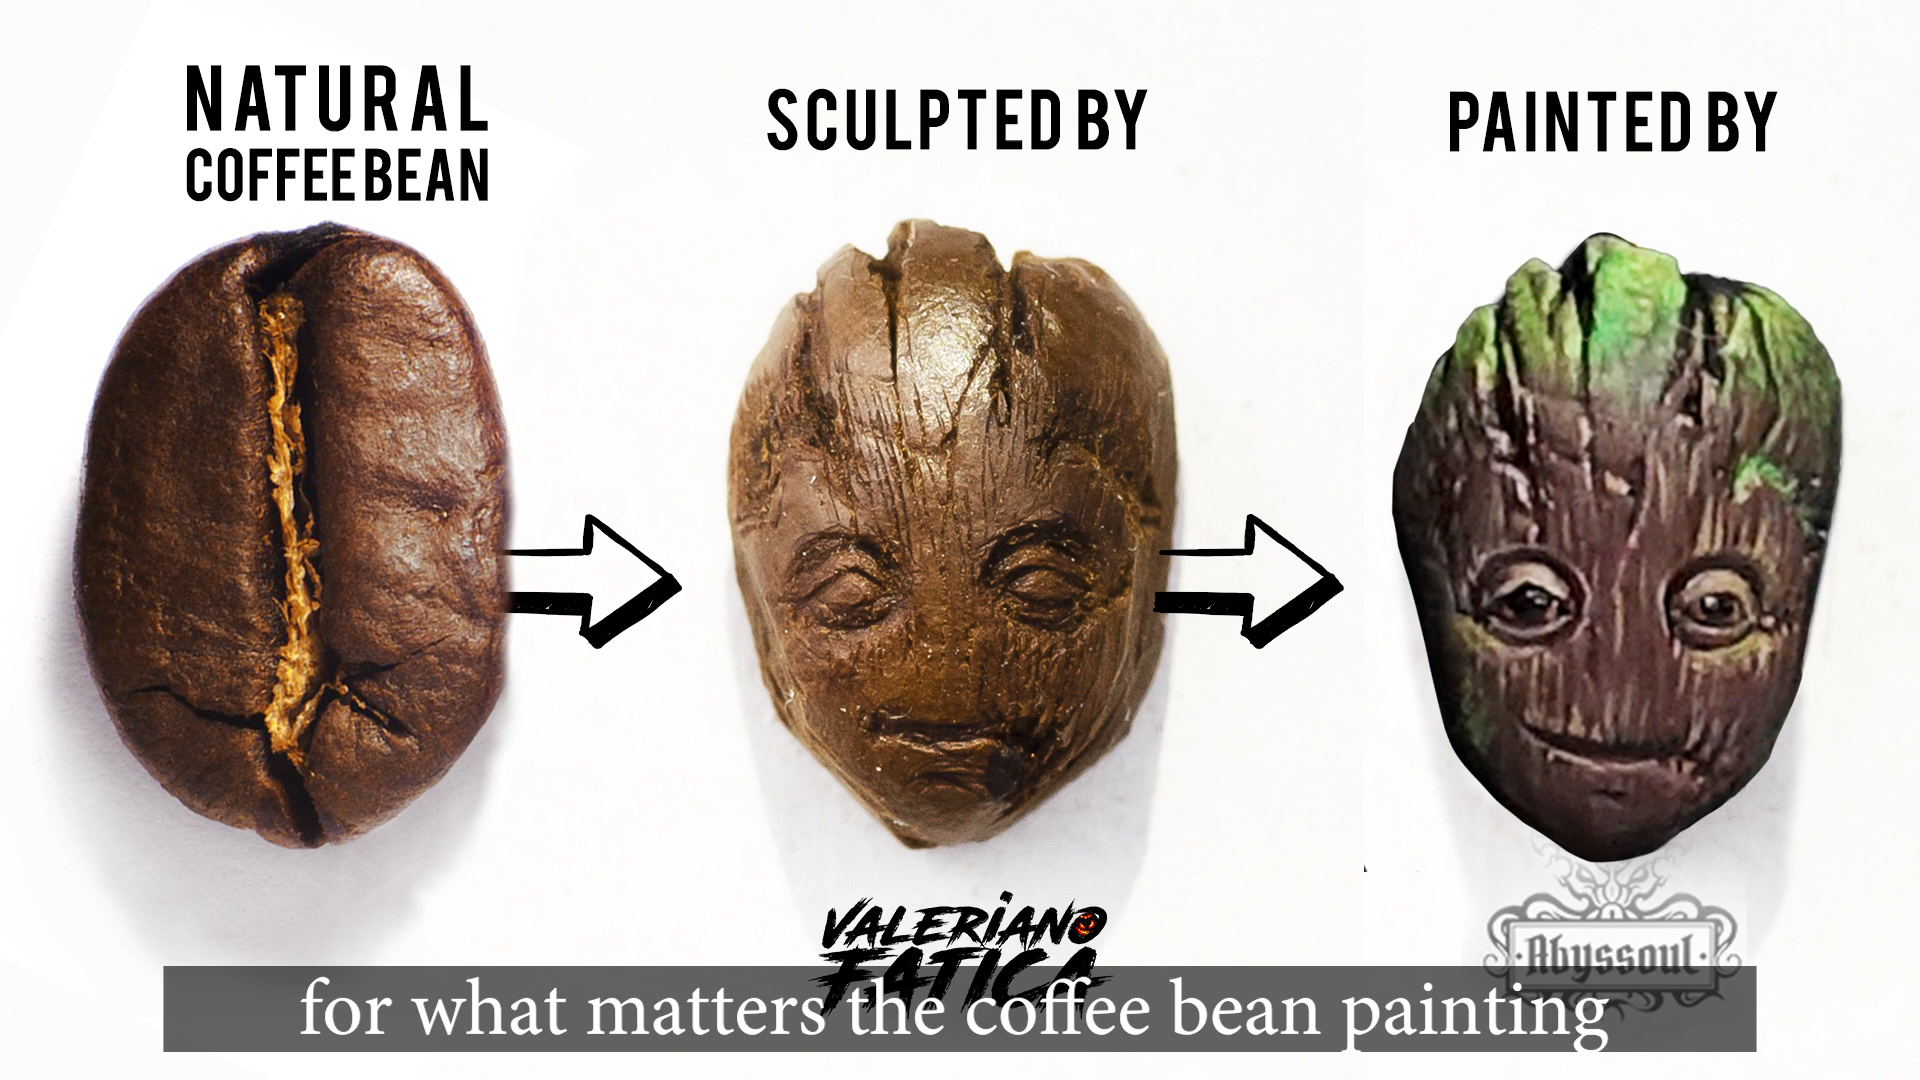 NATURAL
COFFEE BEAN
SCULPTED BY
PAINTED BY
VALERIANO
FATICA
·Abyssoul·
for what matters the coffee bean painting